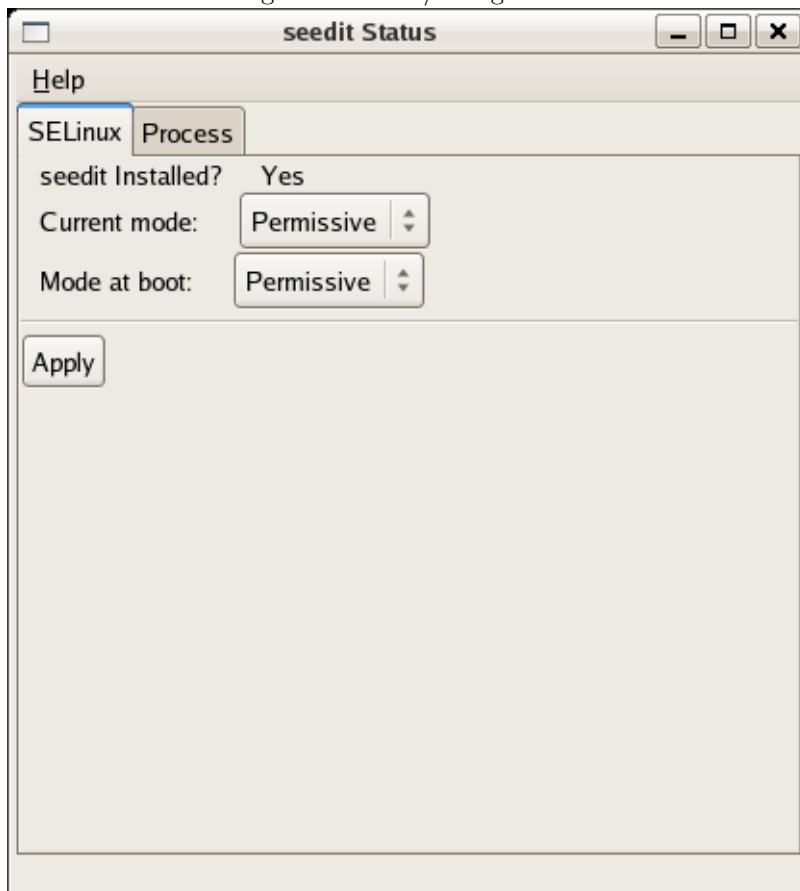 seedit Status
Help
SELinux Process
seedit Installed? Yes
Current mode: Permissive
Mode at boot: Permissive
Apply